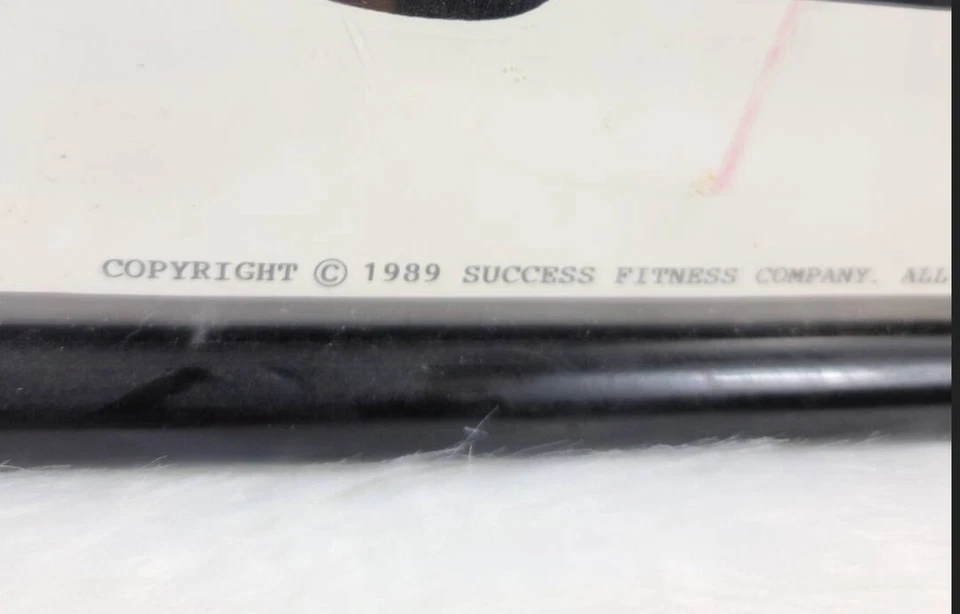 COPYRIGHT © 1989 SUCCESS FITNESS COMPANY. ALL